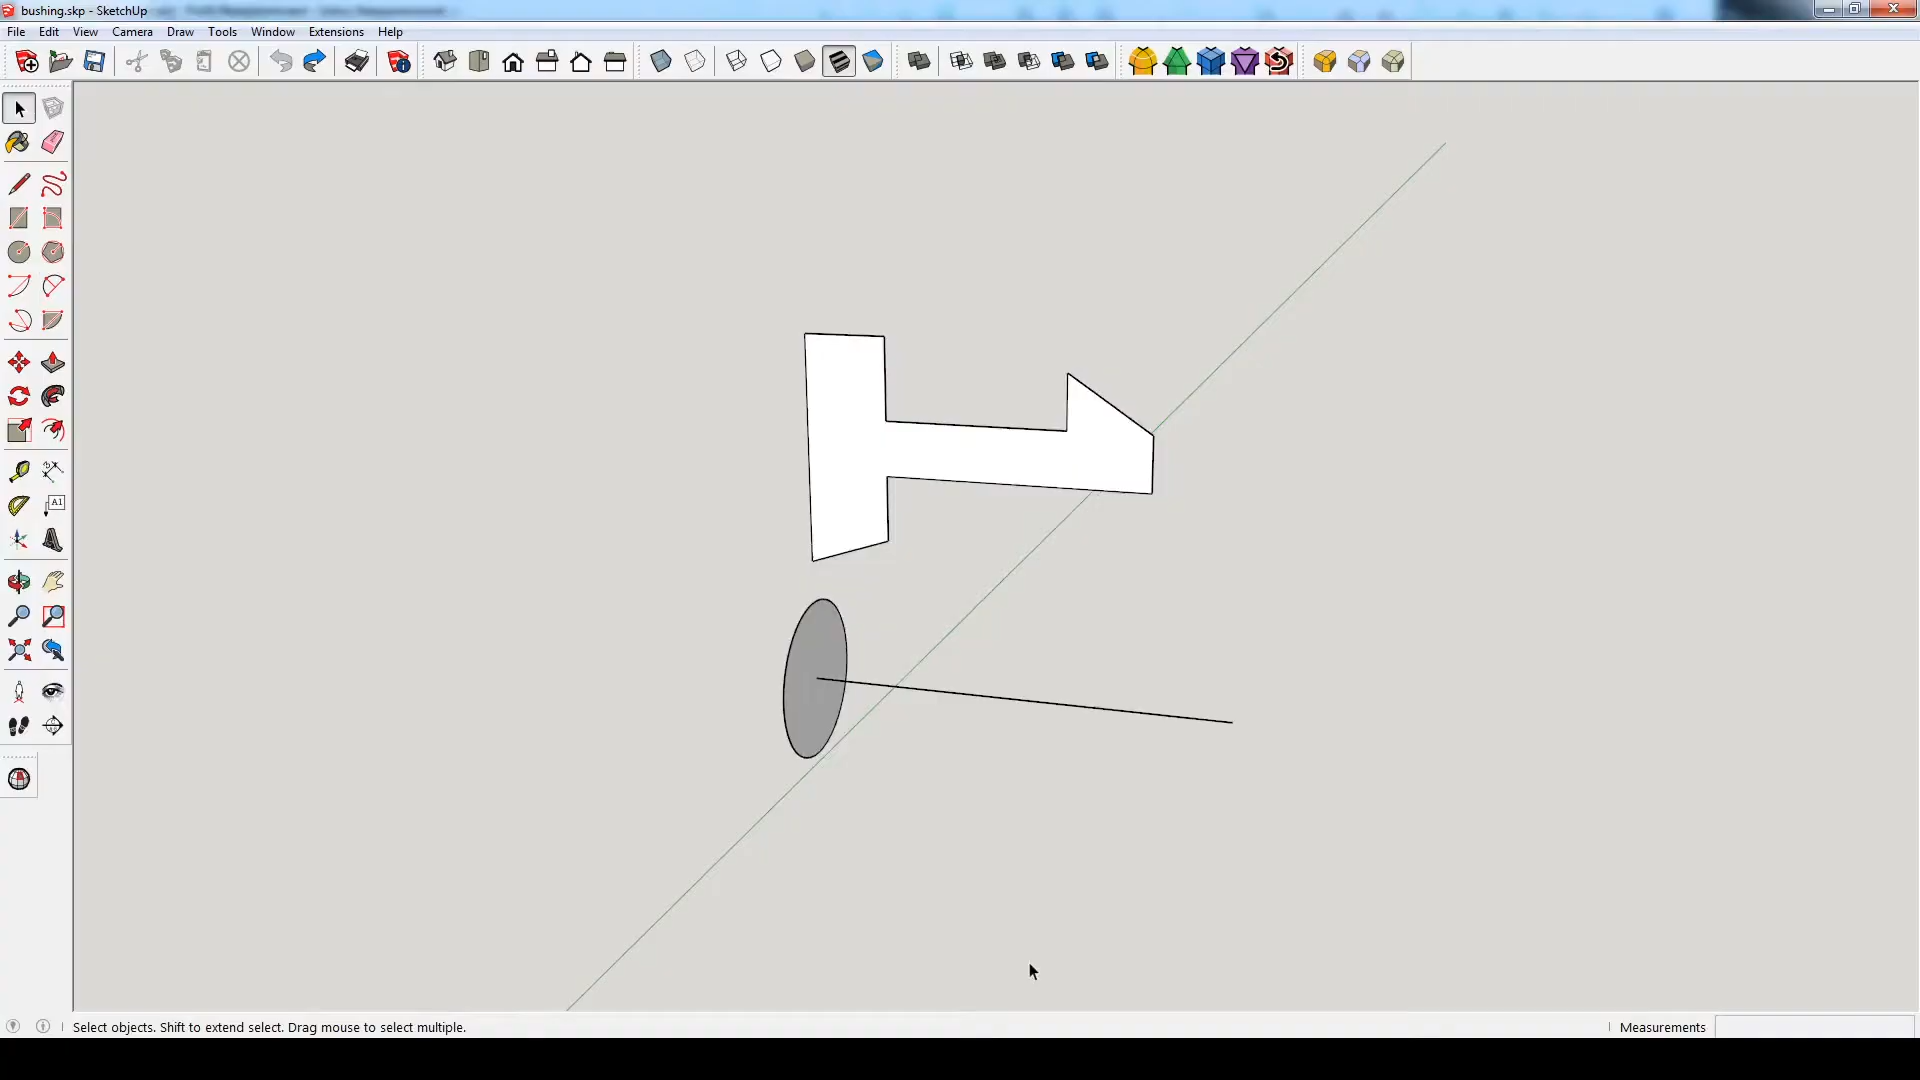 bushing.skp - SketchUp
File Edit View Camera Draw Tools Window Extensions Help
A1
Select objects. Shift to extend select. Drag mouse to select multiple.
Measurements